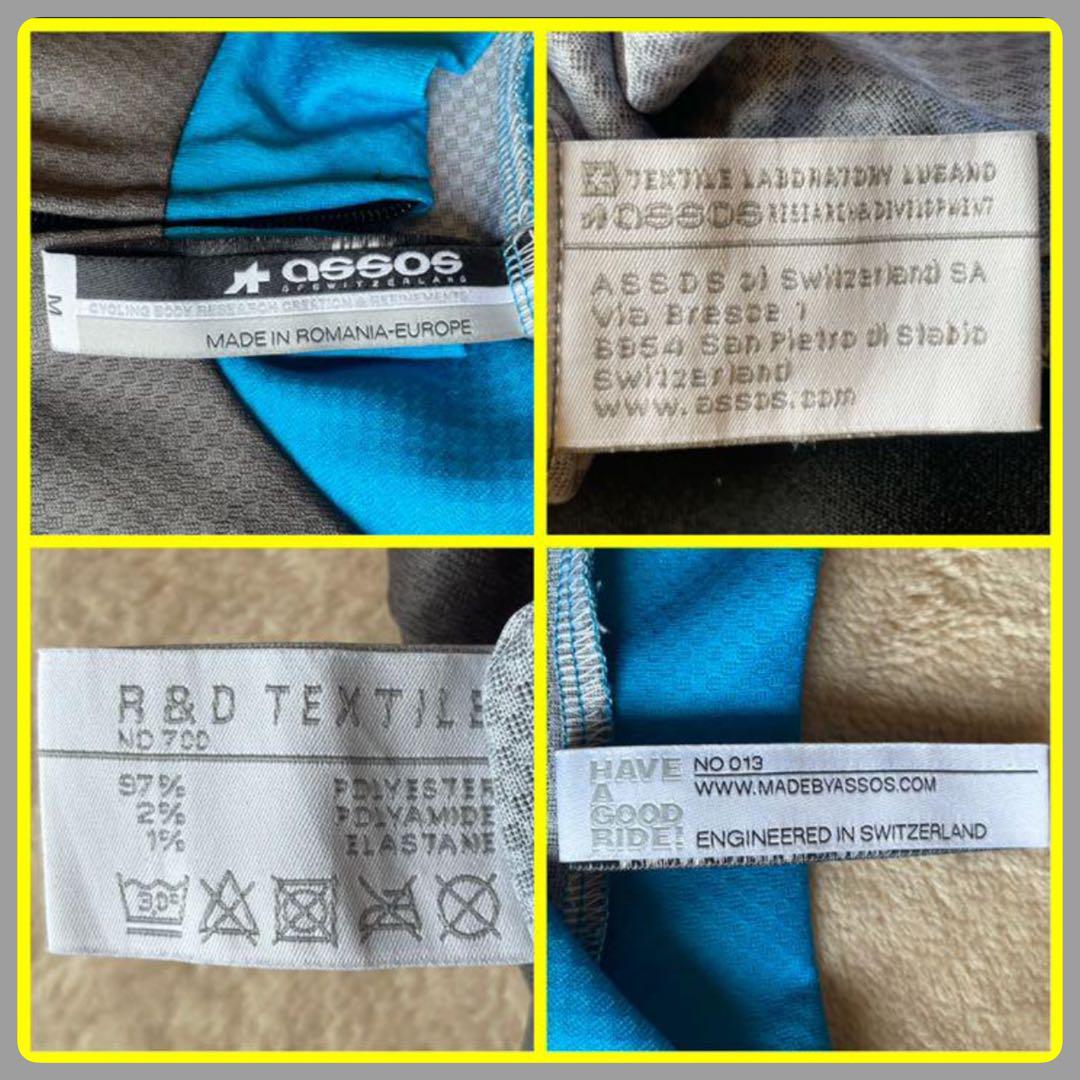 assos
OF SWITZERLAND
CYCLING BODY RESEARCH CREATION & REFINEMENTS
MADE IN ROMANIA-EUROPE
M
TEXTILE LABORATORY LUGANO
assos RESEARCH & DEVELOPMENT
ASSOS of Switzerland SA
Via Bresce 1
6854 San Pietro di Stabio
Switzerland
www.assos.com
R & D TEXTILE
NO 700
97% POLYESTER
2% POLYAMIDE
1% ELASTANE
30°
HAVE A GOOD RIDE!
NO 013
WWW.MADEBYASSOS.COM
ENGINEERED IN SWITZERLAND